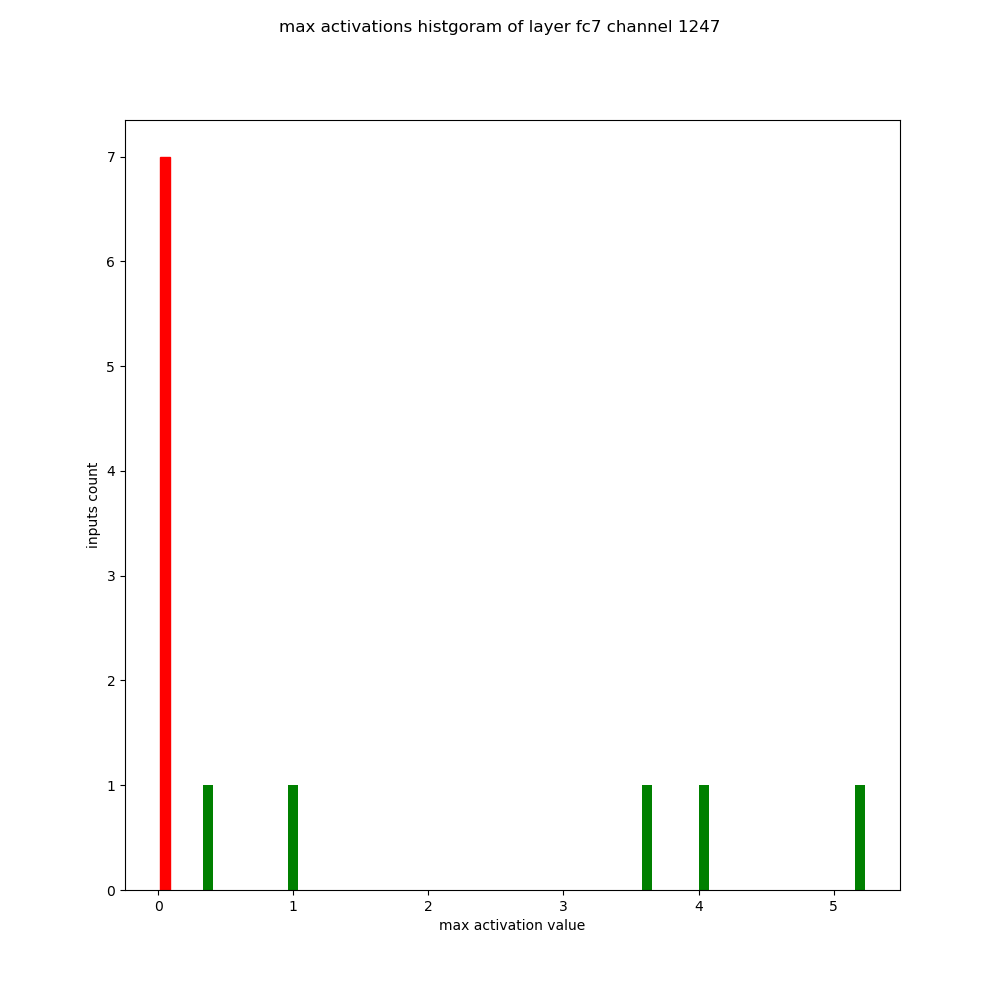 max activations histgoram of layer fc7 channel 1247
7
6
5
4
3
2
1
0
inputs count
0 1 2 3 4 5
max activation value